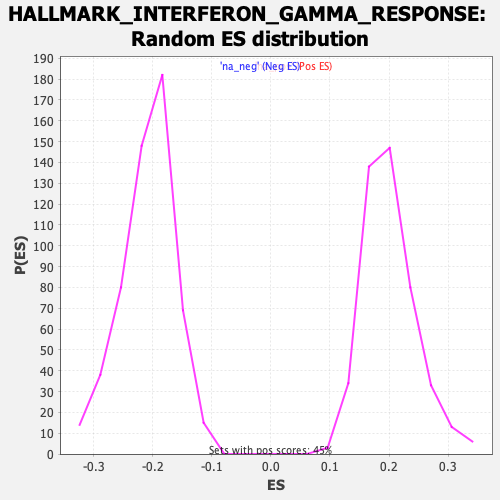 HALLMARK_INTERFERON_GAMMA_RESPONSE:
Random ES distribution
'na_neg' (Neg ES)Pos ES)
190
180
170
160
150
140
130
120
110
100
90
80
70
60
50
40
30
20
10
0
P(ES)
Sets with pos scores: 45%
-0.3 -0.2 -0.1 0.0 0.1 0.2 0.3
ES